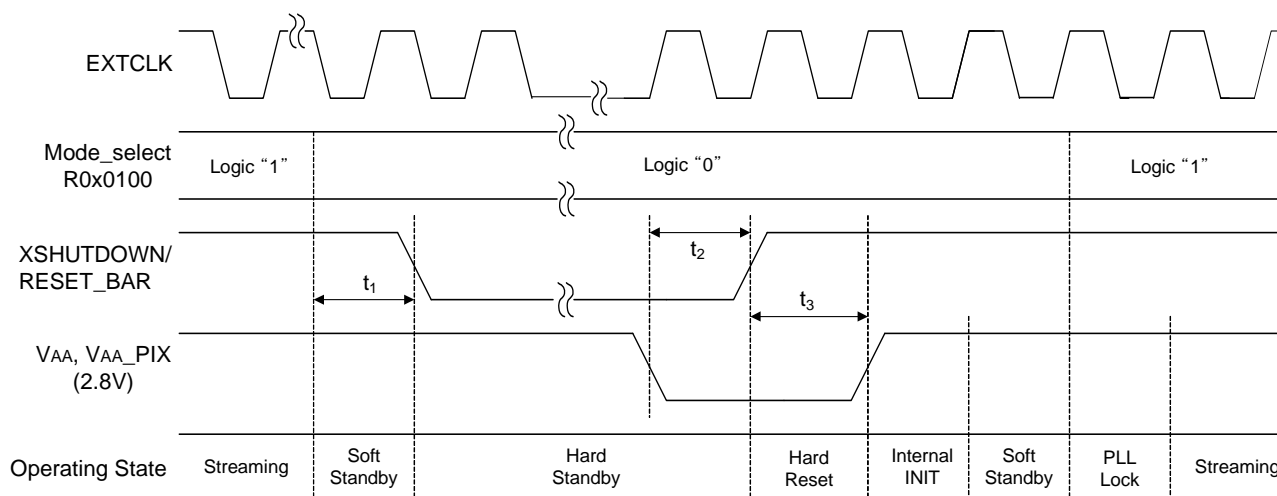 EXTCLK
Mode_select
R0x0100
Logic “1”
Logic “0”
Logic “1”
XSHUTDOWN/
RESET_BAR
t1
t2
t3
VAA, VAA_PIX
(2.8V)
Operating State
Streaming
Soft
Standby
Hard
Standby
Hard
Reset
Internal
INIT
Soft
Standby
PLL
Lock
Streaming